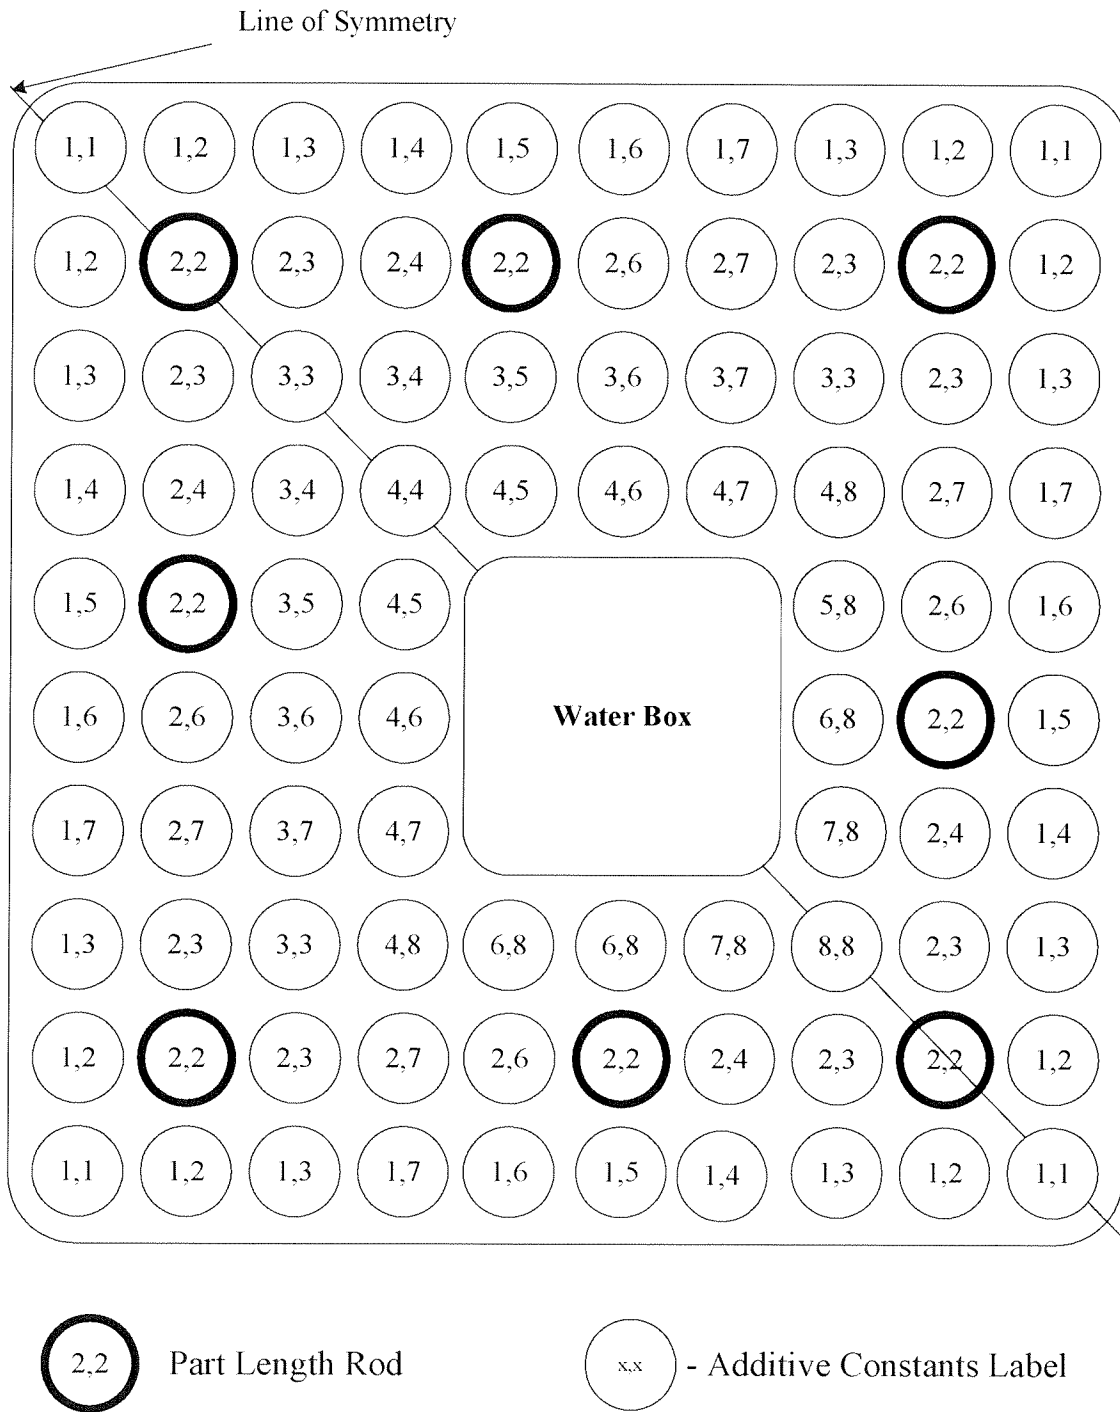 Line of Symmetry
1,1 1,2 1,3 1,4 1,5 1,6 1,7 1,3 1,2 1,1
1,2 2,2 2,3 2,4 2,2 2,6 2,7 2,3 2,2 1,2
1,3 2,3 3,3 3,4 3,5 3,6 3,7 3,3 2,3 1,3
1,4 2,4 3,4 4,4 4,5 4,6 4,7 4,8 2,7 1,7
1,5 2,2 3,5 4,5 5,8 2,6 1,6
1,6 2,6 3,6 4,6 Water Box 6,8 2,2 1,5
1,7 2,7 3,7 4,7 7,8 2,4 1,4
1,3 2,3 3,3 4,8 6,8 6,8 7,8 8,8 2,3 1,3
1,2 2,2 2,3 2,7 2,6 2,2 2,4 2,3 2,2 1,2
1,1 1,2 1,3 1,7 1,6 1,5 1,4 1,3 1,2 1,1
2,2 Part Length Rod x,x - Additive Constants Label